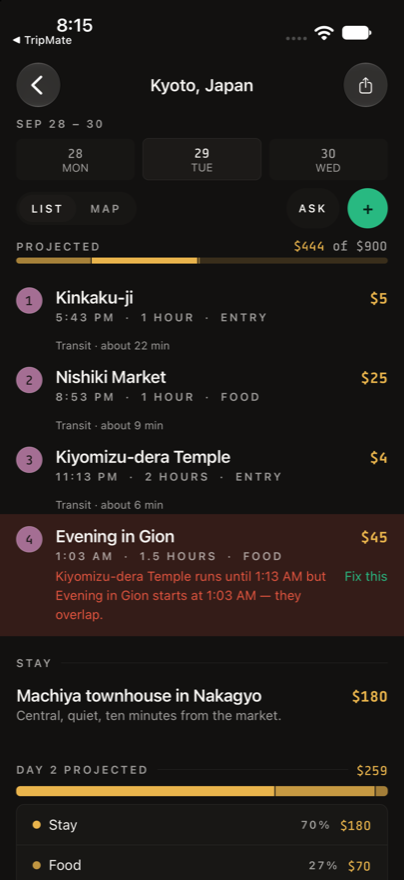 8:15
◀ TripMate
Kyoto, Japan
SEP 28 – 30
28
MON
29
TUE
30
WED
LIST
MAP
ASK
+
PROJECTED
$444 of $900
1
Kinkaku-ji
$5
5:43 PM · 1 HOUR · ENTRY
Transit · about 22 min
2
Nishiki Market
$25
8:53 PM · 1 HOUR · FOOD
Transit · about 9 min
3
Kiyomizu-dera Temple
$4
11:13 PM · 2 HOURS · ENTRY
Transit · about 6 min
4
Evening in Gion
$45
1:03 AM · 1.5 HOURS · FOOD
Kiyomizu-dera Temple runs until 1:13 AM but
Evening in Gion starts at 1:03 AM — they
overlap.
Fix this
STAY
Machiya townhouse in Nakagyo
$180
Central, quiet, ten minutes from the market.
DAY 2 PROJECTED
$259
Stay
70% $180
Food
27% $70